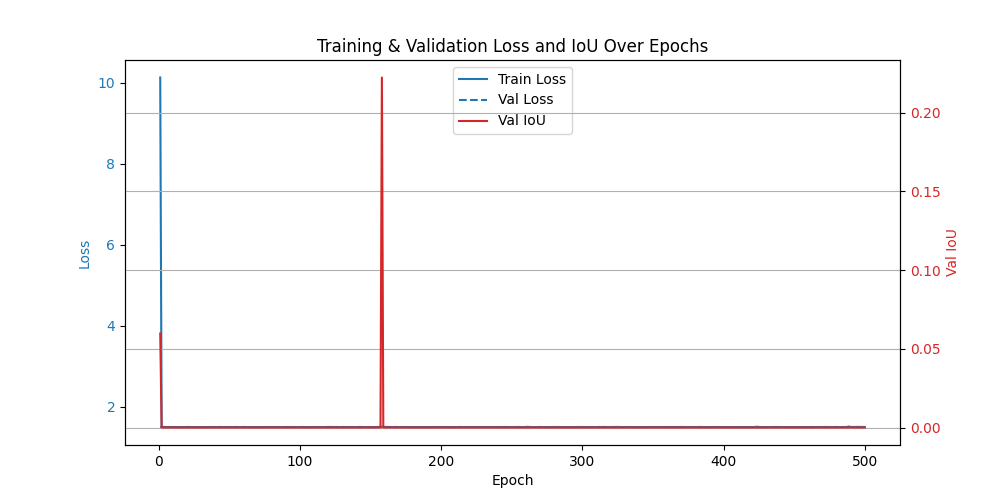 Training & Validation Loss and IoU Over Epochs
Train Loss
Val Loss
Val IoU
10
8
6
4
2
Loss
0.20
0.15
0.10
0.05
0.00
Val IoU
0
100
200
300
400
500
Epoch